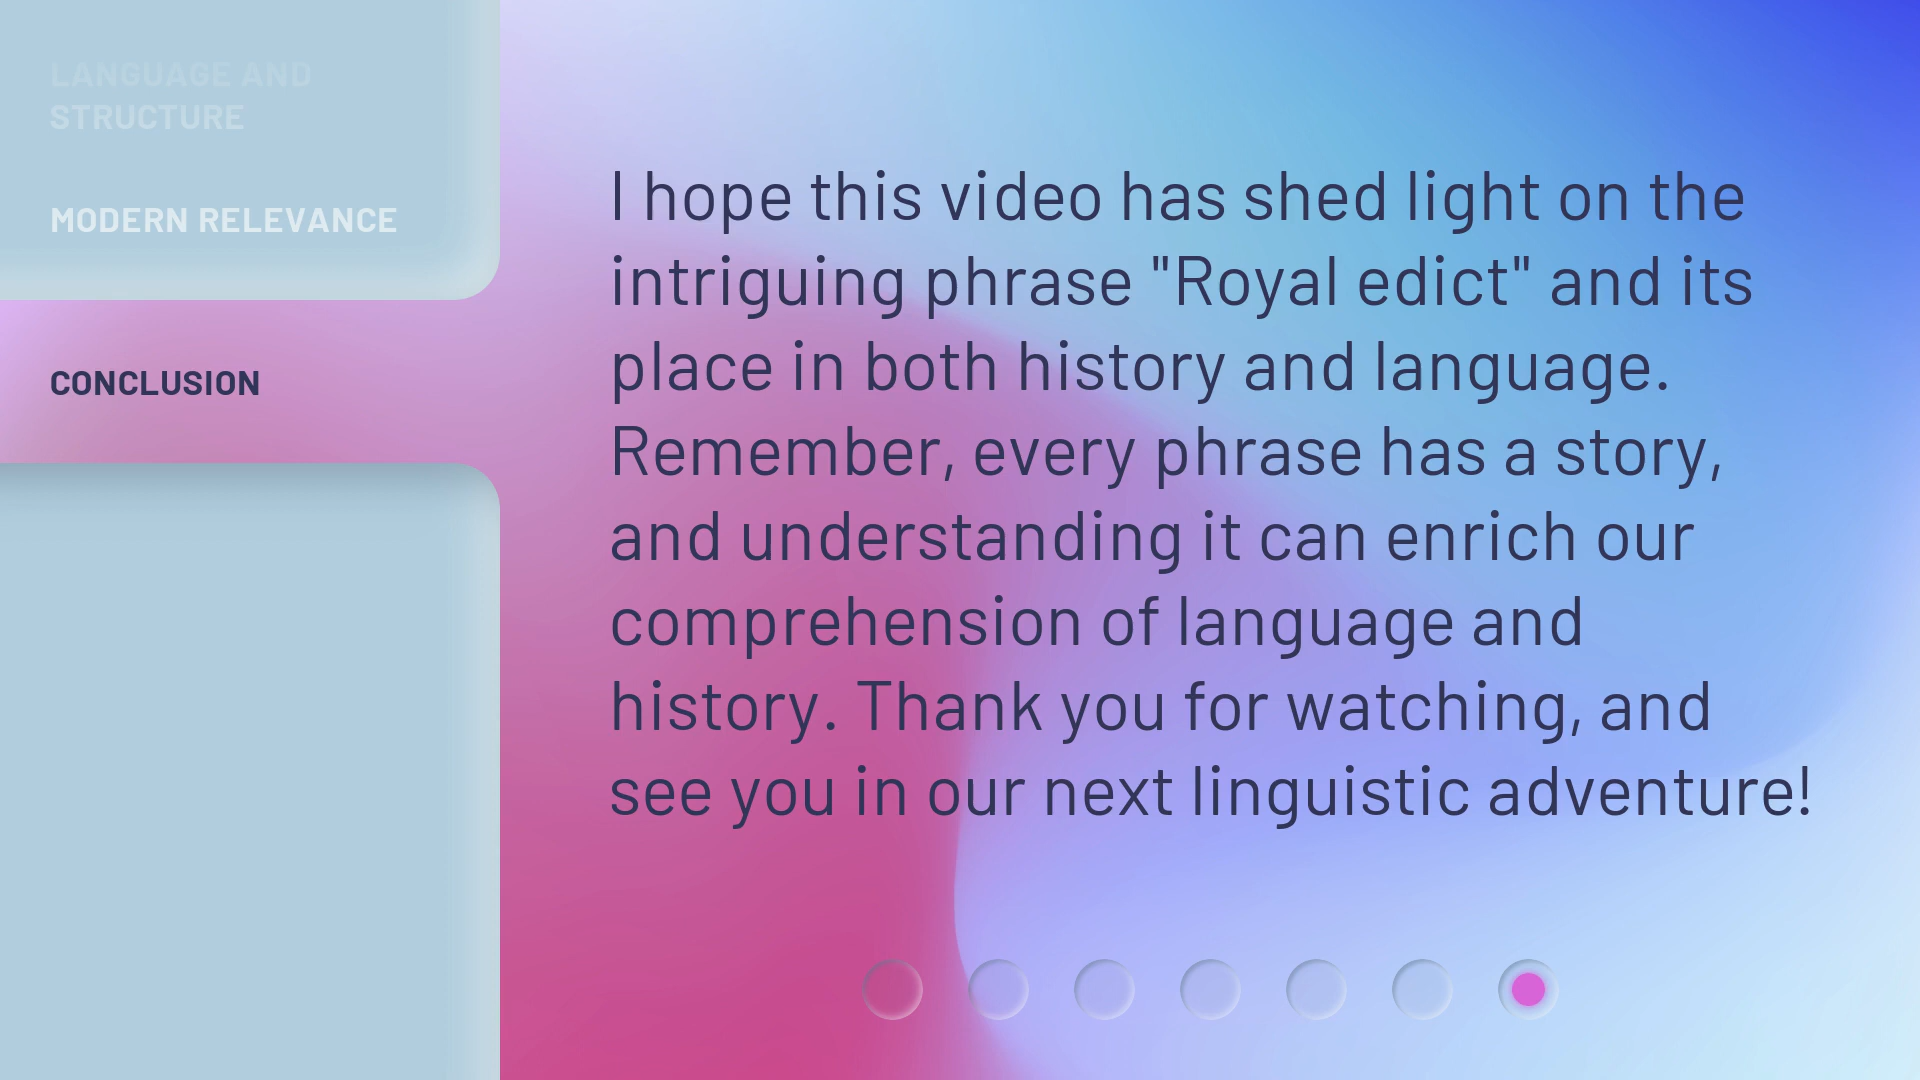 LANGUAGE AND
STRUCTURE
MODERN RELEVANCE
CONCLUSION
I hope this video has shed light on the
intriguing phrase "Royal edict" and its
place in both history and language.
Remember, every phrase has a story,
and understanding it can enrich our
comprehension of language and
history. Thank you for watching, and
see you in our next linguistic adventure!